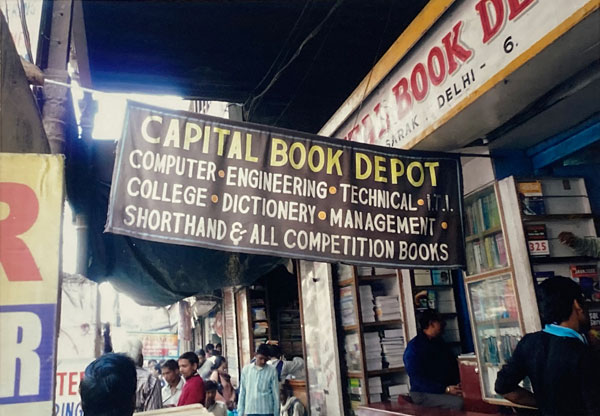 CAPITAL BOOK DEPOT
COMPUTER • ENGINEERING • TECHNICAL • I.T.I.
COLLEGE • DICTIONERY • MANAGEMENT •
SHORTHAND & ALL COMPETITION BOOKS
BOOK DE
SARAK, DELHI - 6.
R
R
325